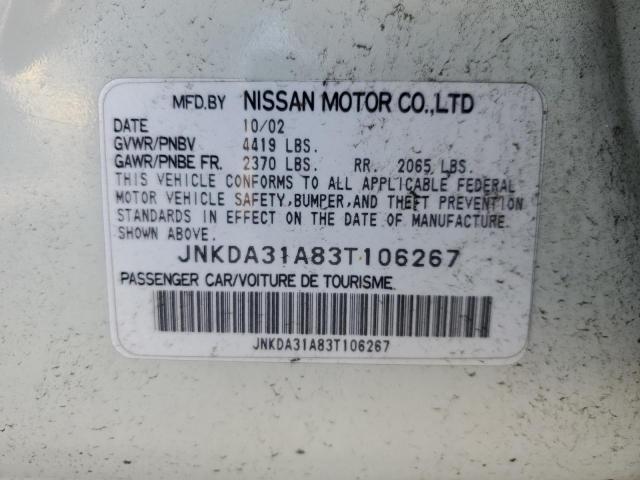 MFD.BY NISSAN MOTOR CO.,LTD
DATE 10/02
GVWR/PNBV 4419 LBS.
GAWR/PNBE FR. 2370 LBS. RR. 2065 LBS.
THIS VEHICLE CONFORMS TO ALL APPLICABLE FEDERAL
MOTOR VEHICLE SAFETY,BUMPER,AND THEFT PREVENTION
STANDARDS IN EFFECT ON THE DATE OF MANUFACTURE.
SHOWN ABOVE. JNKDA31A83T106267
PASSENGER CAR/VOITURE DE TOURISME
JNKDA31A83T106267